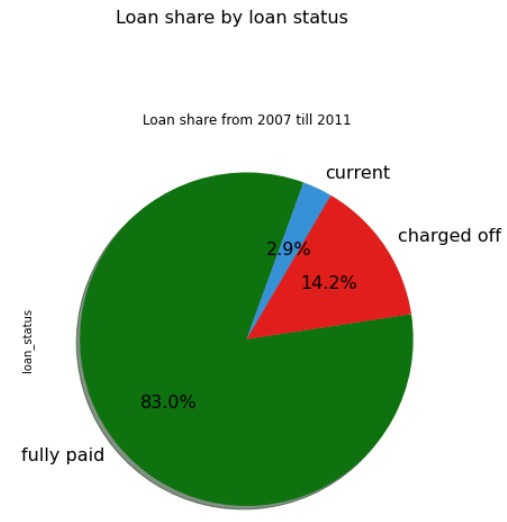 Loan share by loan status
Loan share from 2007 till 2011
current
charged off
2.9%
14.2%
loan_status
83.0%
fully paid